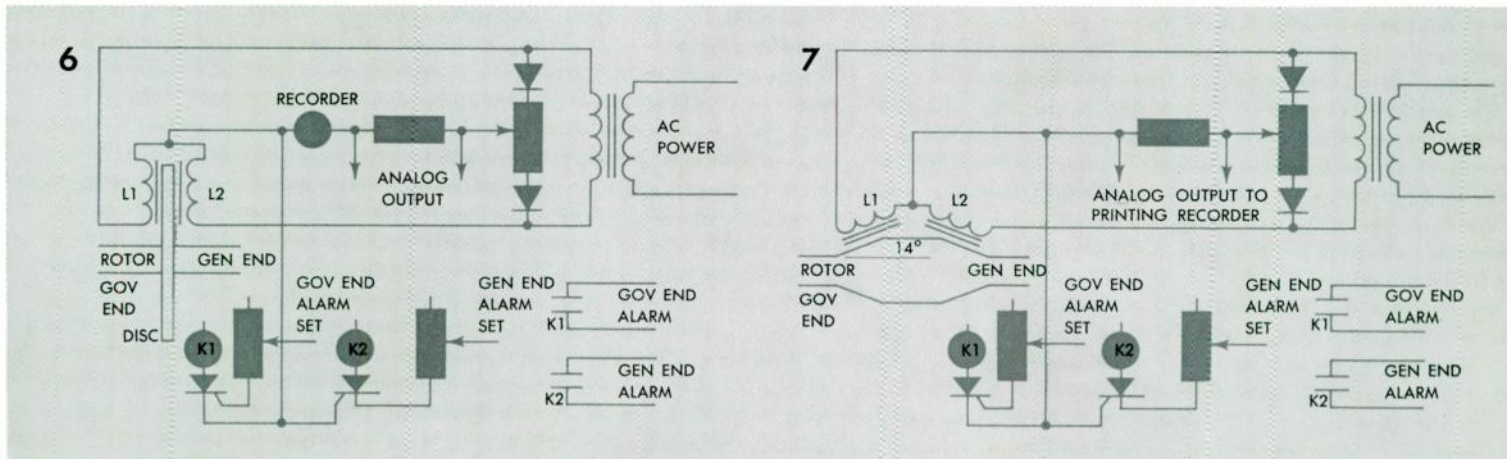 6
RECORDER
AC
POWER
ANALOG
OUTPUT
L1
L2
ROTOR
GEN END
GOV
END
DISC
GOV END
ALARM
SET
GEN END
ALARM
SET
K1
K2
K1
GOV END
ALARM
K2
GEN END
ALARM
7
AC
POWER
ANALOG OUTPUT TO
PRINTING RECORDER
L1
L2
14°
ROTOR
GEN END
GOV
END
GOV END
ALARM
SET
GEN END
ALARM
SET
K1
K2
K1
GOV END
ALARM
K2
GEN END
ALARM